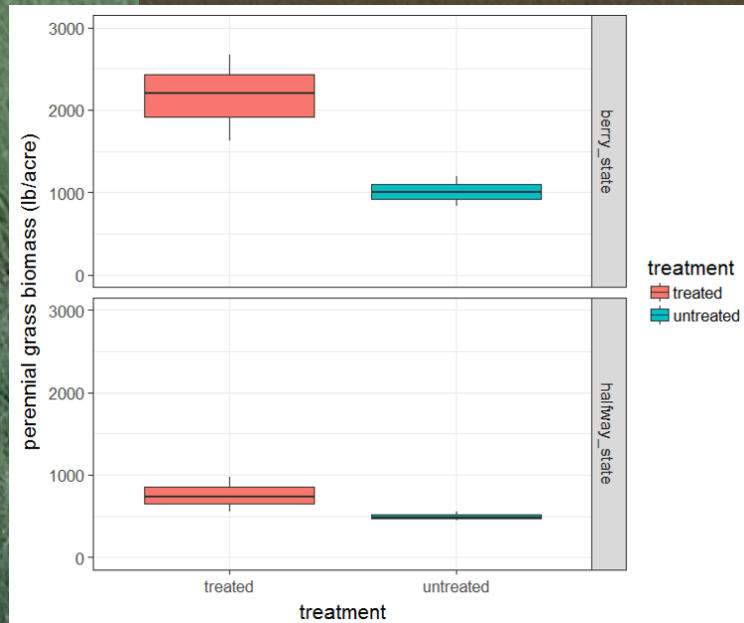 perennial grass biomass (lb/acre)
3000
2000
1000
0
berry_state
3000
2000
1000
0
halfway_state
treated
untreated
treatment
treatment
treated
untreated